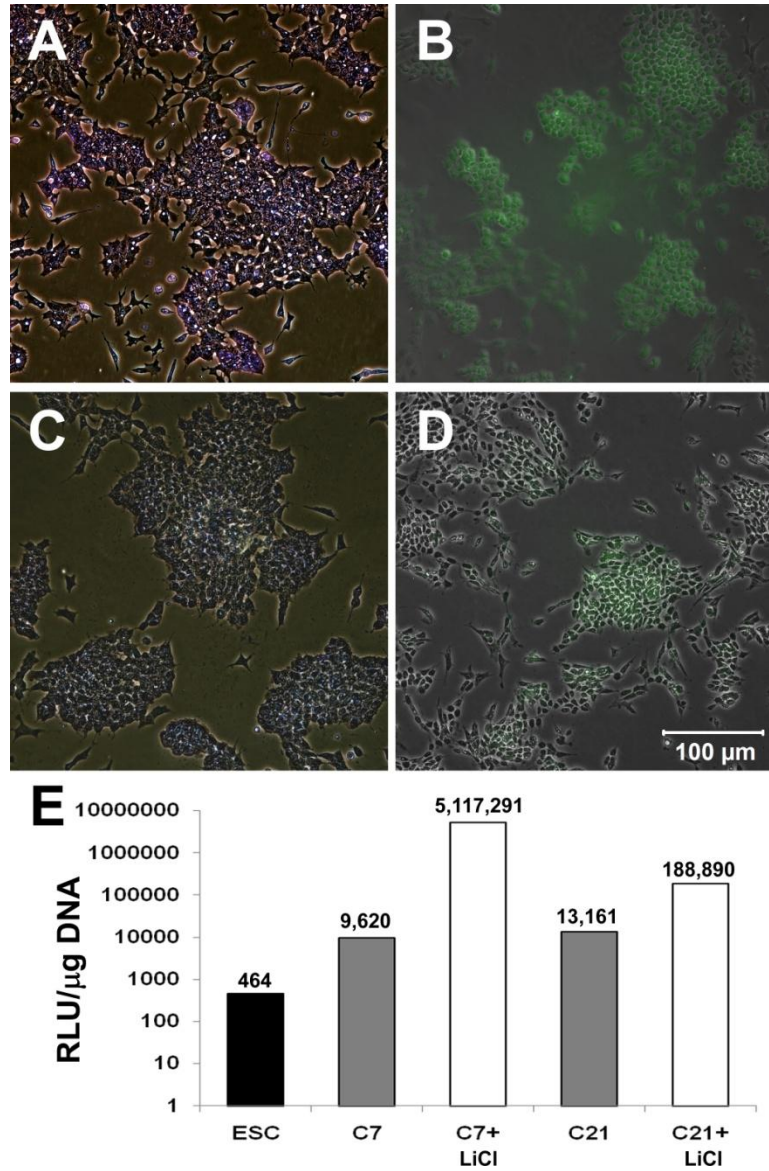 A
B
C
D
100 µm
E
RLU/µg DNA
10000000
1000000
100000
10000
1000
100
10
1
464
9,620
5,117,291
13,161
188,890
ESC
C7
C7+
LiCl
C21
C21+
LiCl